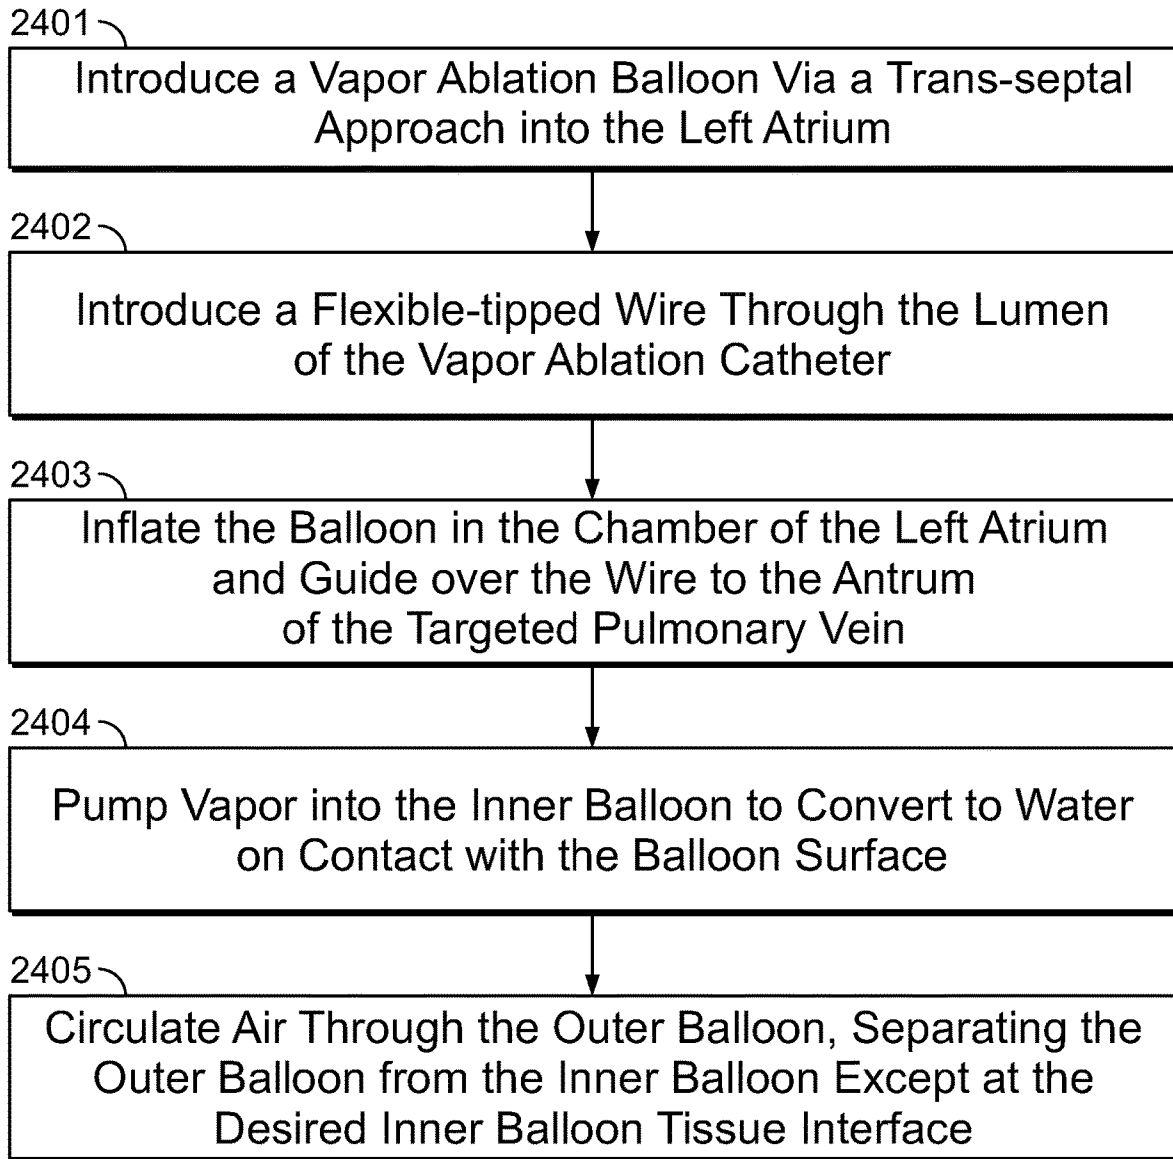 2401
Introduce a Vapor Ablation Balloon Via a Trans-septal
Approach into the Left Atrium
2402
Introduce a Flexible-tipped Wire Through the Lumen
of the Vapor Ablation Catheter
2403
Inflate the Balloon in the Chamber of the Left Atrium
and Guide over the Wire to the Antrum
of the Targeted Pulmonary Vein
2404
Pump Vapor into the Inner Balloon to Convert to Water
on Contact with the Balloon Surface
2405
Circulate Air Through the Outer Balloon, Separating the
Outer Balloon from the Inner Balloon Except at the
Desired Inner Balloon Tissue Interface